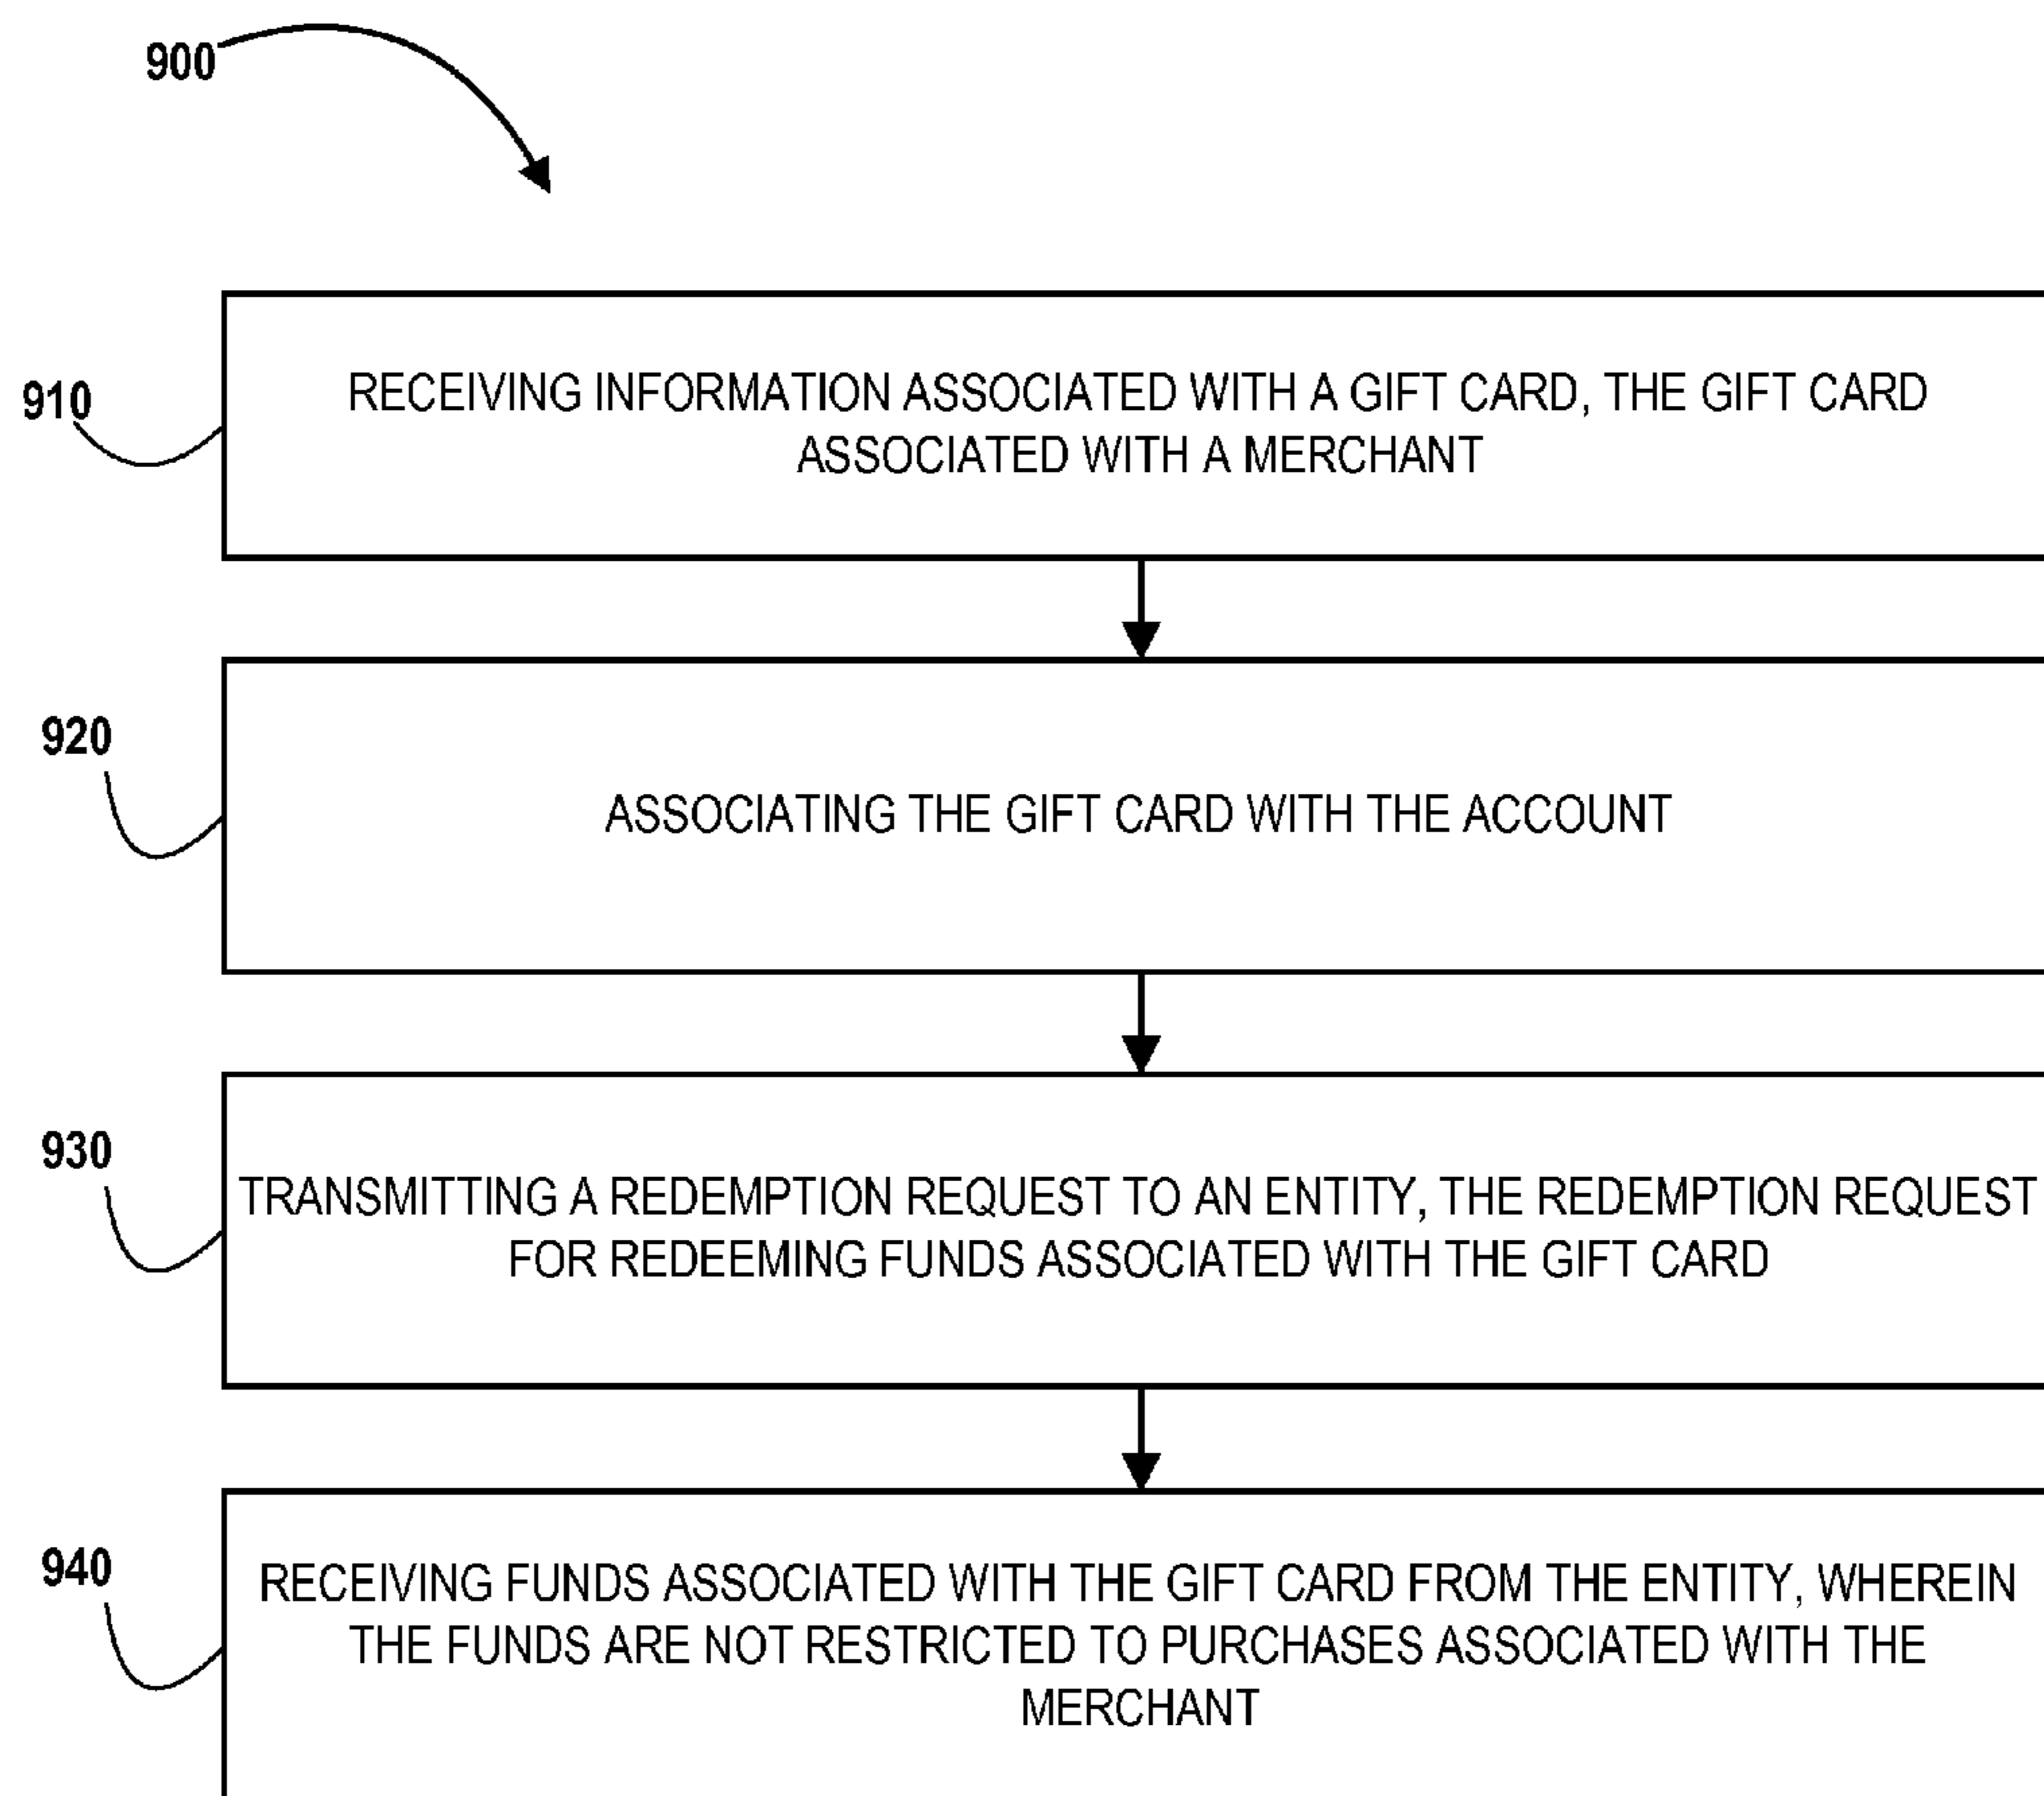 900
910
RECEIVING INFORMATION ASSOCIATED WITH A GIFT CARD, THE GIFT CARD
ASSOCIATED WITH A MERCHANT
920
ASSOCIATING THE GIFT CARD WITH THE ACCOUNT
930
TRANSMITTING A REDEMPTION REQUEST TO AN ENTITY, THE REDEMPTION REQUEST
FOR REDEEMING FUNDS ASSOCIATED WITH THE GIFT CARD
940
RECEIVING FUNDS ASSOCIATED WITH THE GIFT CARD FROM THE ENTITY, WHEREIN
THE FUNDS ARE NOT RESTRICTED TO PURCHASES ASSOCIATED WITH THE
MERCHANT